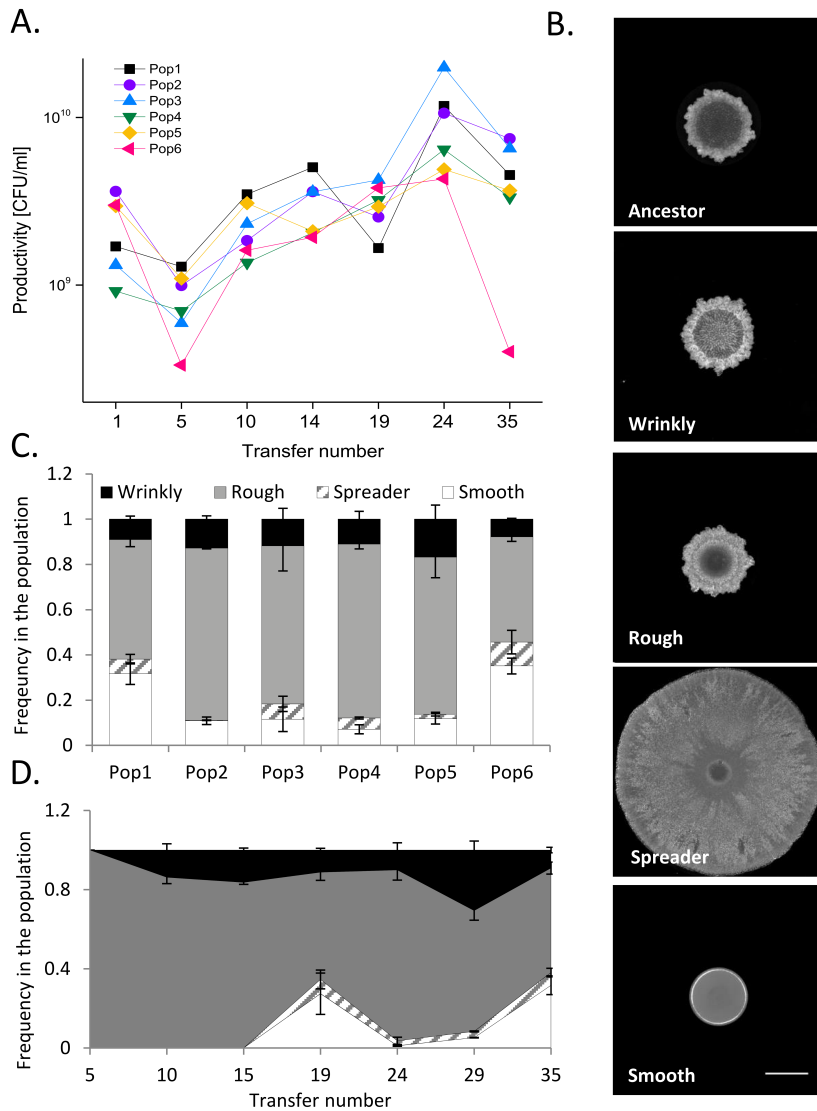 A.
Pop1
Pop2
Pop3
Pop4
Pop5
Pop6
Productivity [CFU/ml]
10^10
10^9
1 5 10 14 19 24 35
Transfer number
B.
Ancestor
Wrinkly
Rough
Spreader
Smooth
C.
Wrinkly Rough Spreader Smooth
Freqeuncy in the population
1.2
1
0.8
0.6
0.4
0.2
0
Pop1 Pop2 Pop3 Pop4 Pop5 Pop6
D.
Frequency in the population
1.2
0.8
0.4
0
5 10 15 19 24 29 35
Transfer number